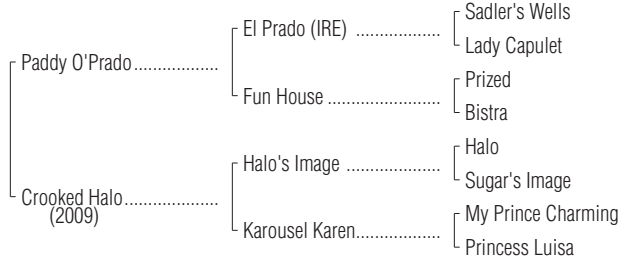 Sadler's Wells
El Prado (IRE) ..................
Lady Capulet
Paddy O'Prado..................
Prized
Fun House ........................
Bistra
Halo
Halo's Image ....................
Sugar's Image
Crooked Halo....................
(2009)
My Prince Charming
Karousel Karen..................
Princess Luisa